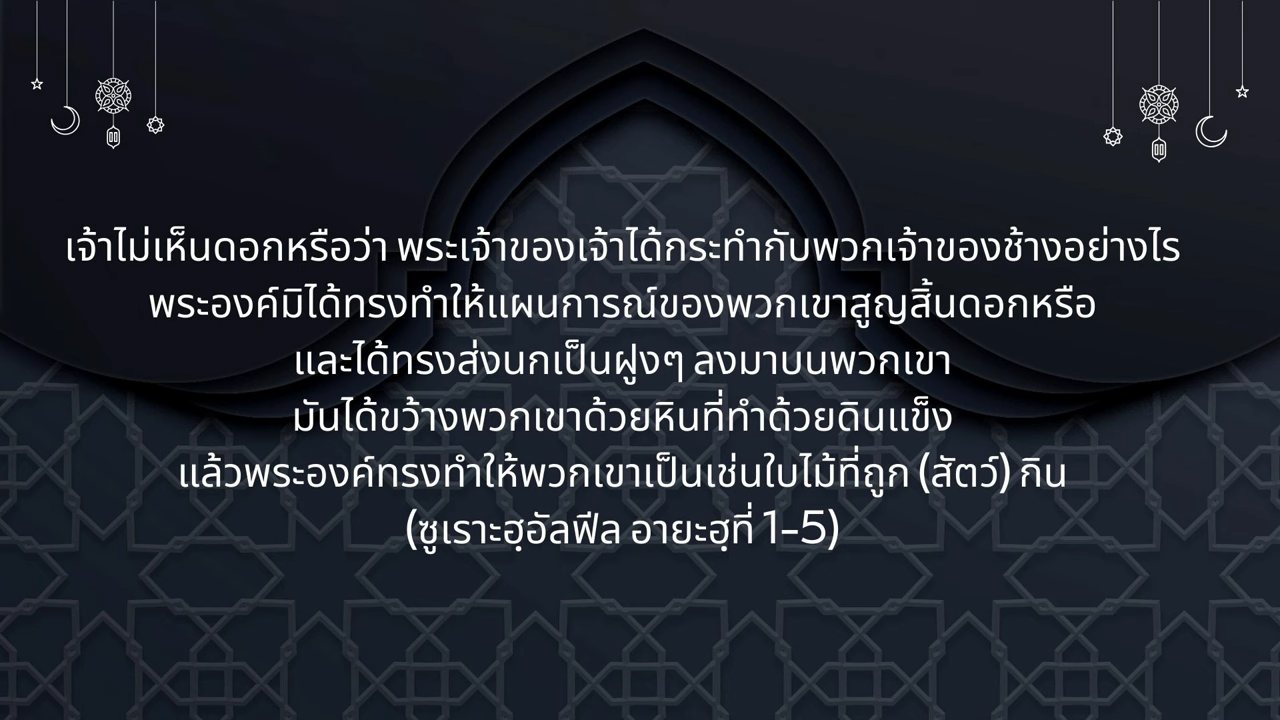 เจ้าไม่เห็นดอกหรือว่า พระเจ้าของเจ้าได้กระทำกับพวกเจ้าของช้างอย่างไร
พระองค์มิได้ทรงทำให้แผนการณ์ของพวกเขาสูญสิ้นดอกหรือ
และได้ทรงส่งนกเป็นฝูงๆ ลงมาบนพวกเขา
มันได้ขว้างพวกเขาด้วยหินที่ทำด้วยดินแข็ง
แล้วพระองค์ทรงทำให้พวกเขาเป็นเช่นใบไม้ที่ถูก (สัตว์) กิน
(ซูเราะฮฺอัลฟีล อายะฮฺที่ 1-5)